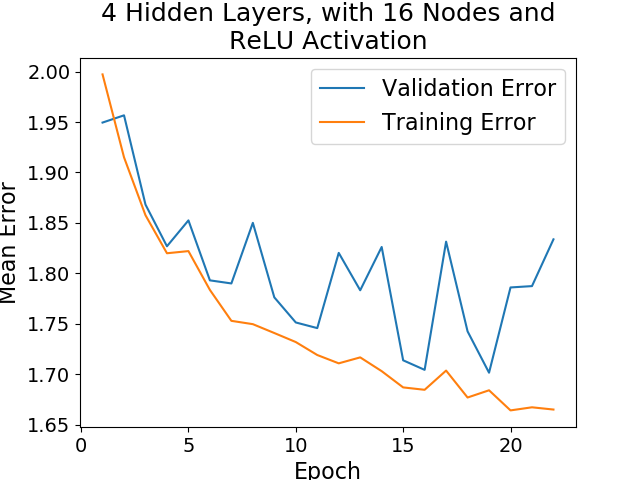 4 Hidden Layers, with 16 Nodes and
ReLU Activation
2.00
1.95
1.90
1.85
1.80
1.75
1.70
1.65
Mean Error
Validation Error
Training Error
0
5
10
15
20
Epoch